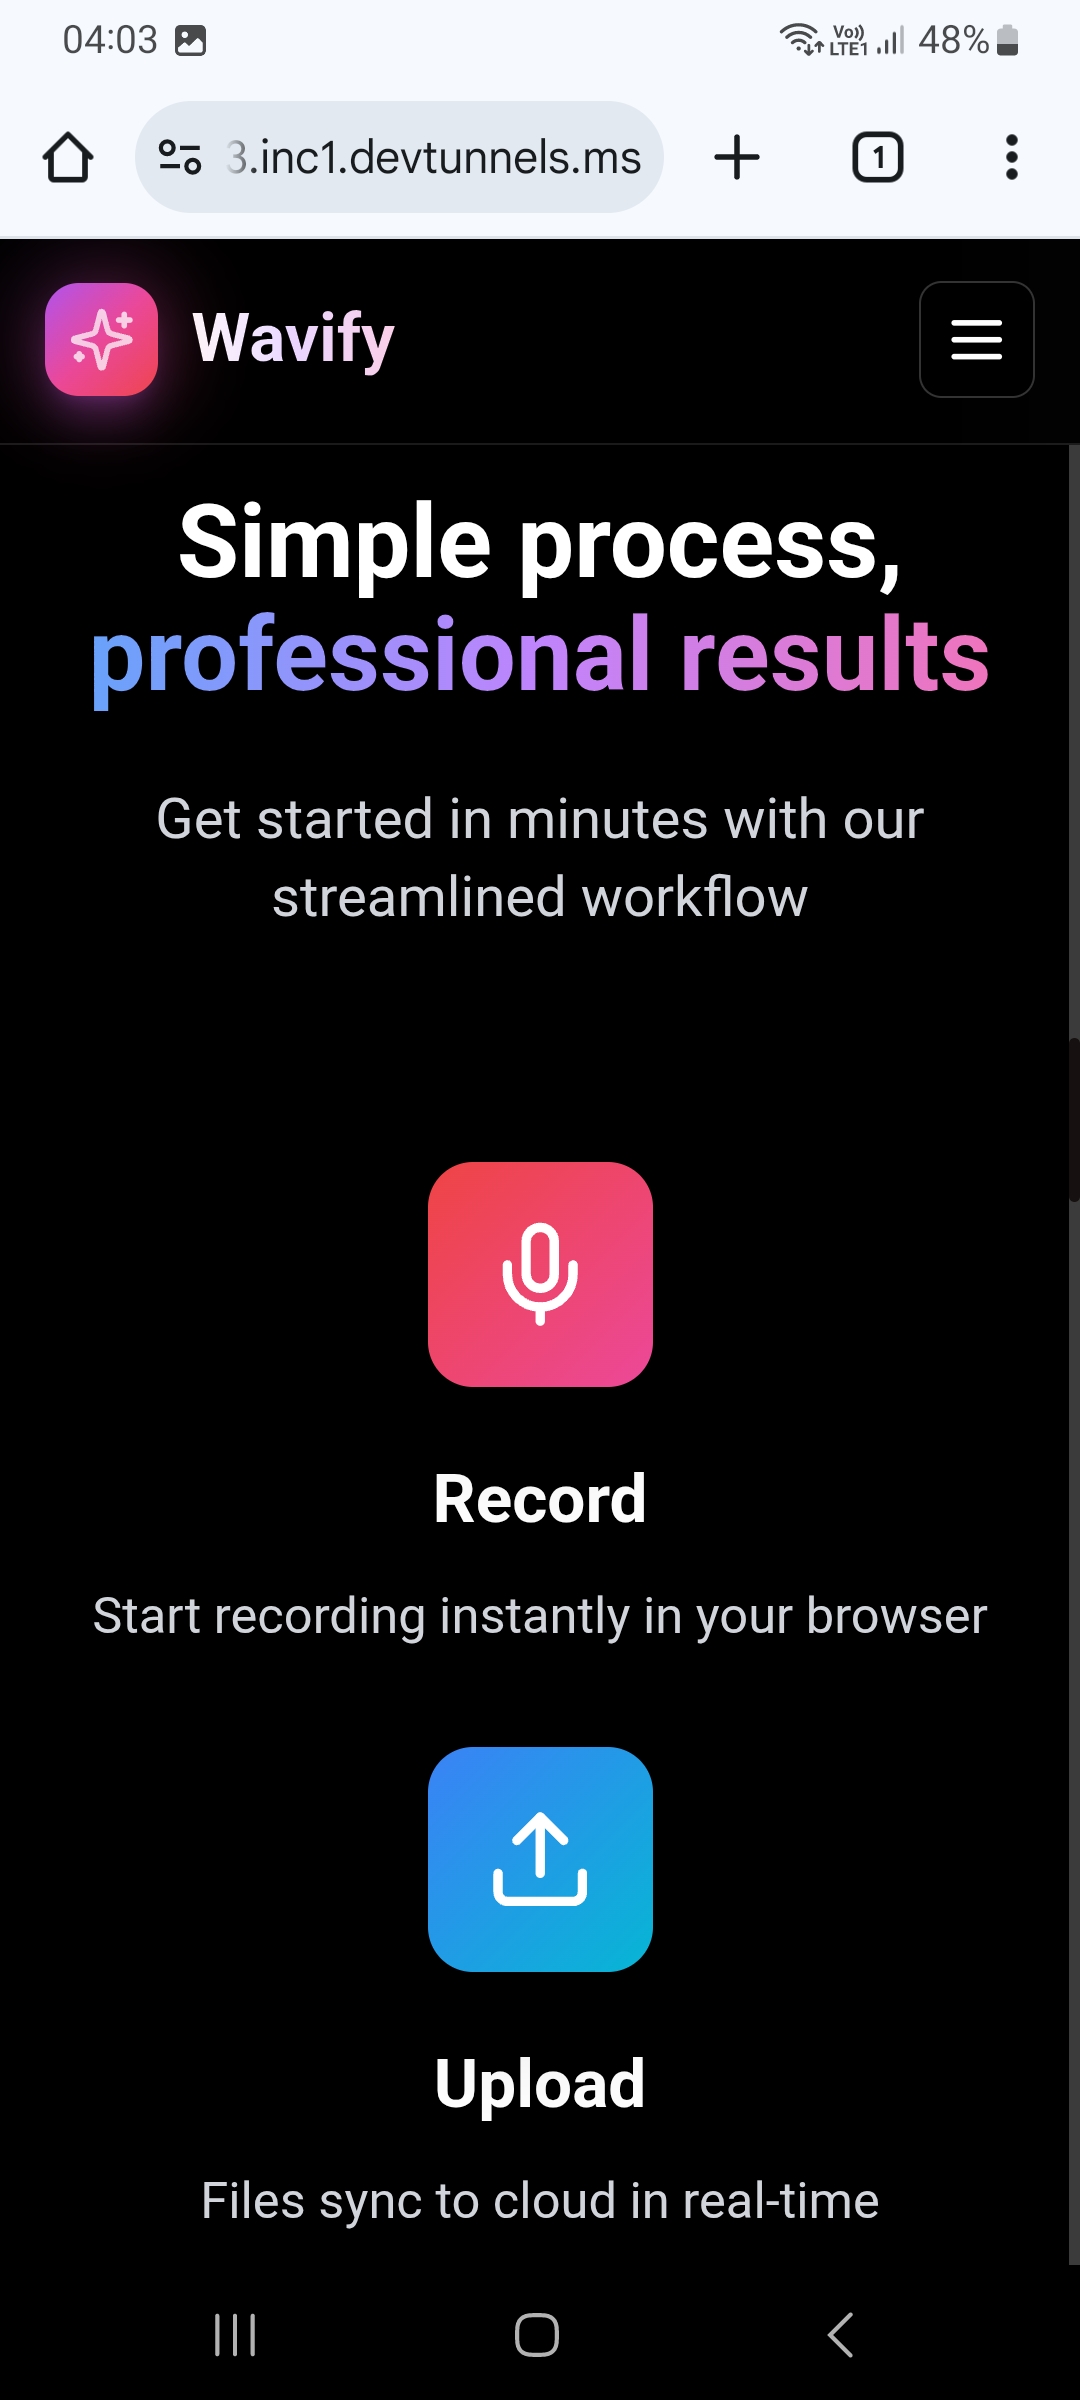 04:03
Vo)) LTE1 48%
3.inc1.devtunnels.ms
1
Wavify
Simple process,
professional results
Get started in minutes with our
streamlined workflow
Record
Start recording instantly in your browser
Upload
Files sync to cloud in real-time